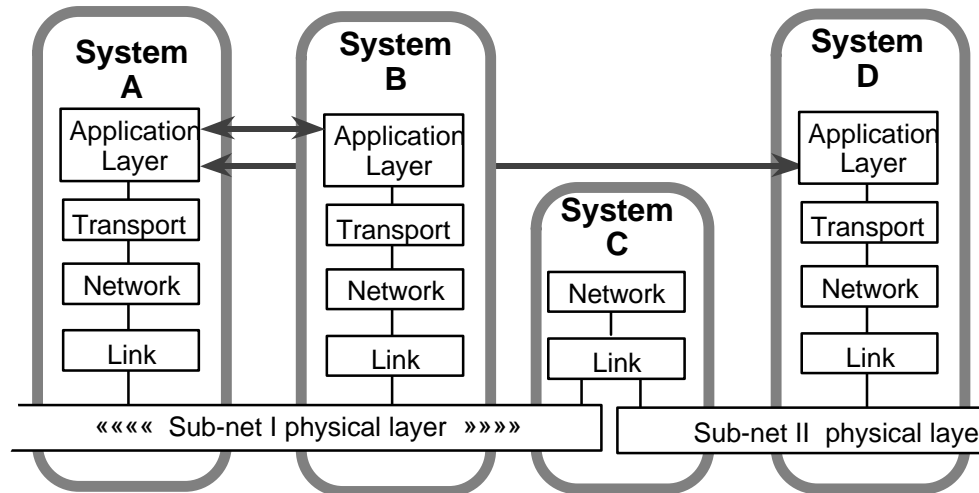 System
A
Application
Layer
Transport
Network
Link
System
B
Application
Layer
Transport
Network
Link
System
C
Network
Link
System
D
Application
Layer
Transport
Network
Link
«««« Sub-net I physical layer »»»»
Sub-net II physical laye